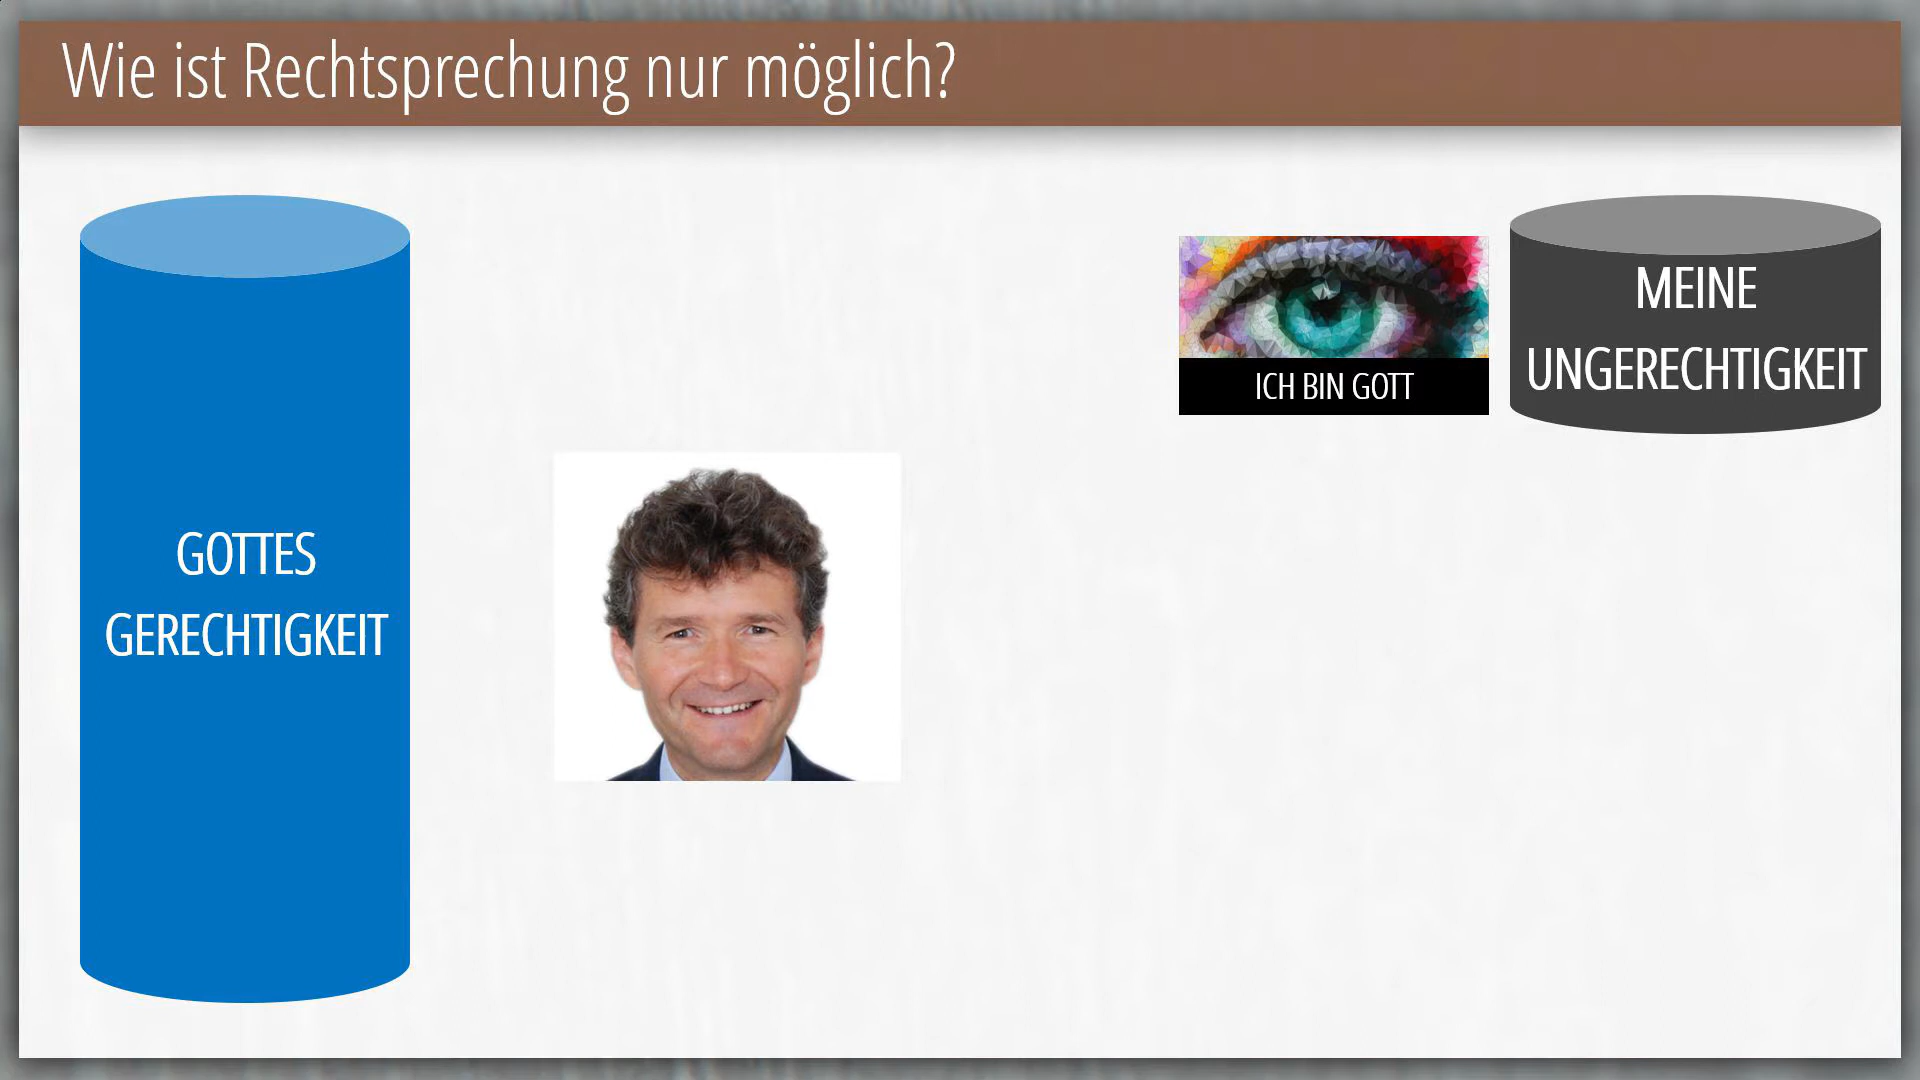 Wie ist Rechtsprechung nur möglich?
GOTTES
GERECHTIGKEIT
ICH BIN GOTT
MEINE
UNGERECHTIGKEIT